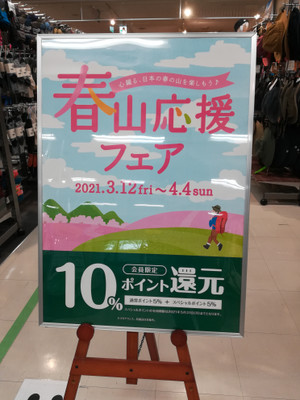 心躍る、日本の春の山を楽しもう!
春山応援
フェア
2021.3.12fri〜4.4sun
10%
会員限定
ポイント還元
通常ポイント5% + スペシャルポイント5%